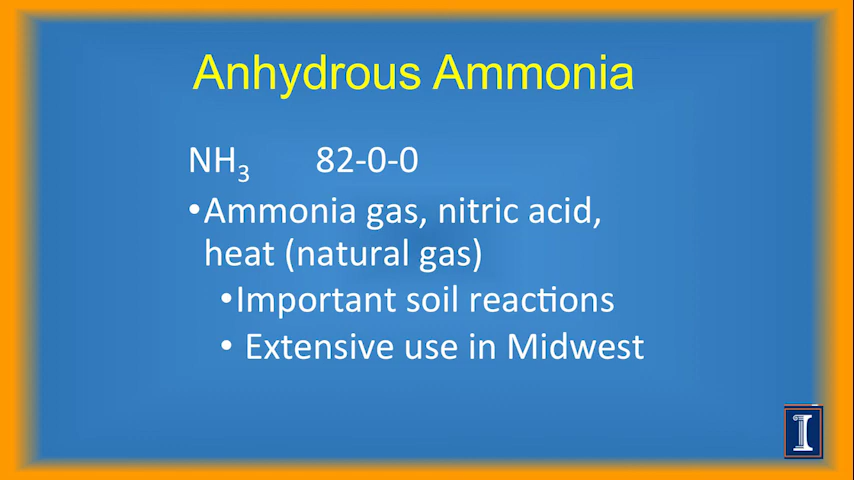 Anhydrous Ammonia
NH₃ 82-0-0
•Ammonia gas, nitric acid,
heat (natural gas)
•Important soil reactions
• Extensive use in Midwest
I